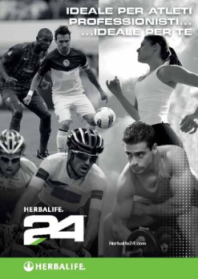 IDEALE PER ATLETI
PROFESSIONISTI...
...IDEALE PER TE
HERBALIFE.
24
Herbalife24.com
HERBALIFE.